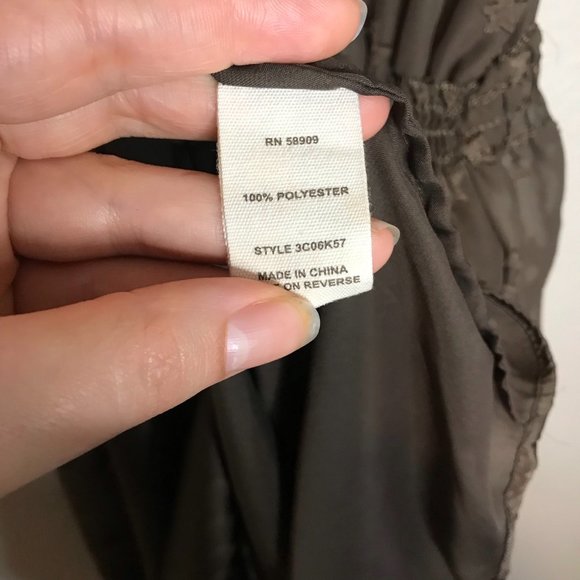 RN 58909
100% POLYESTER
STYLE 3C06K57
MADE IN CHINA
ON REVERSE